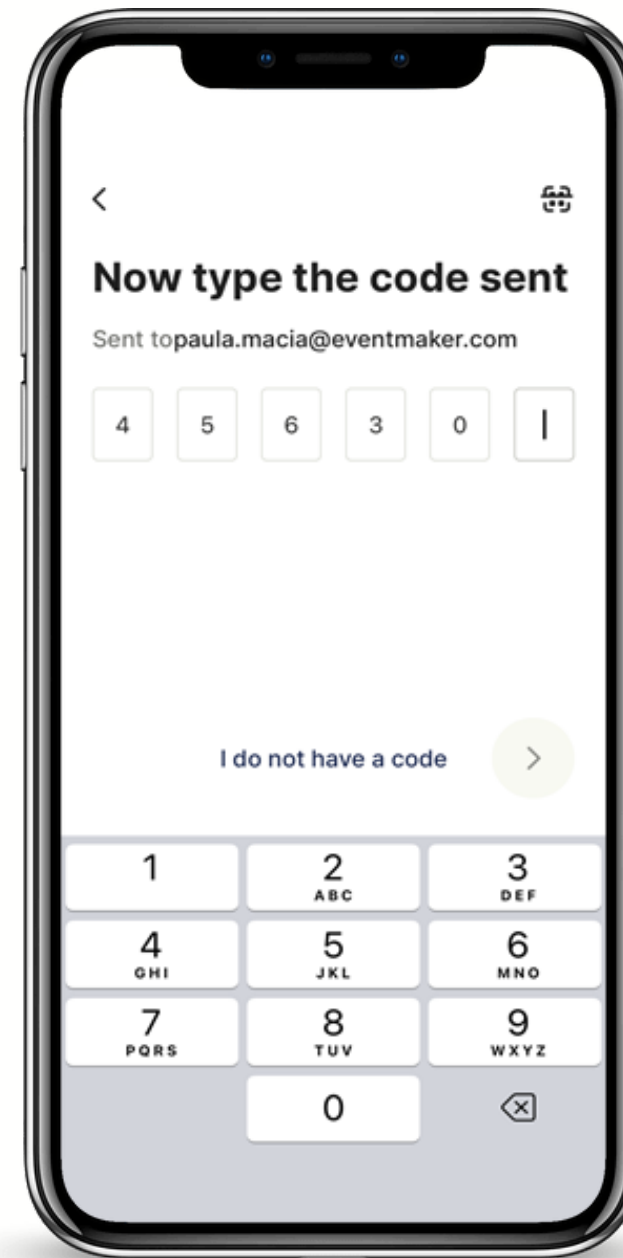 Now type the code sent
Sent topaula.macia@eventmaker.com
4 5 6 3 0
I do not have a code
1 2 3
ABC DEF
4 5 6
GHI JKL MNO
7 8 9
PQRS TUV WXYZ
0